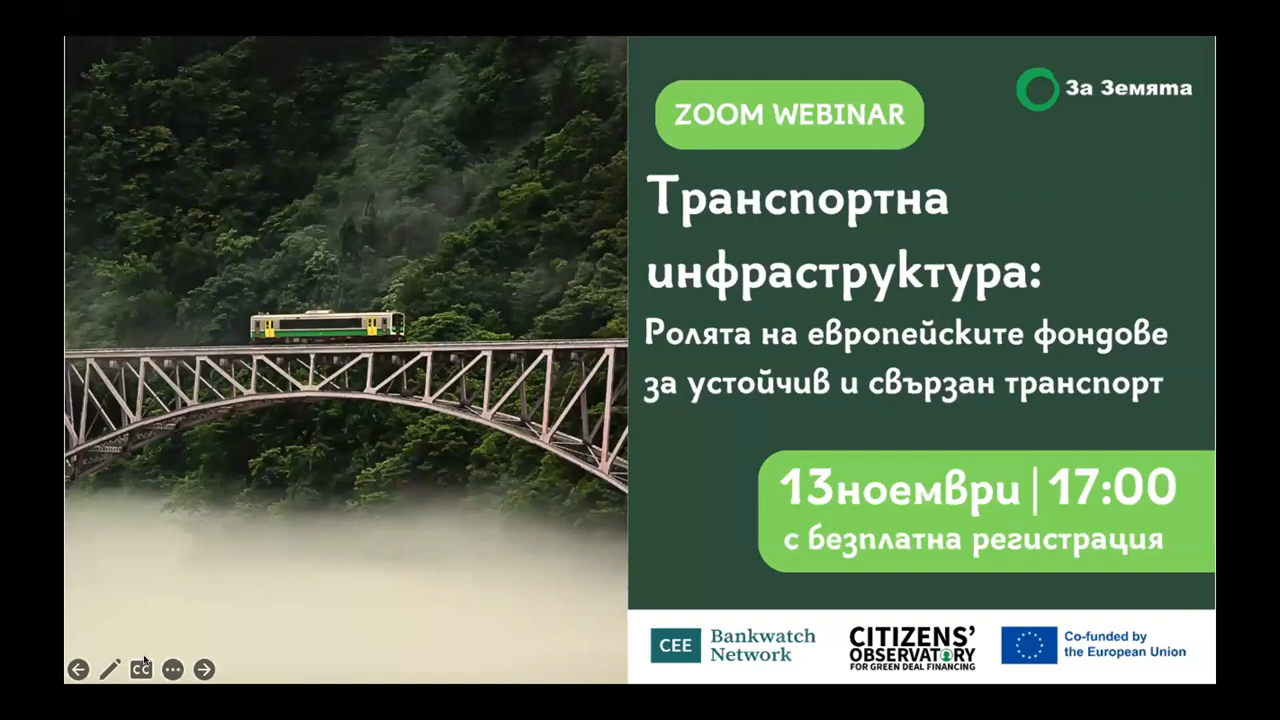 За Земята
ZOOM WEBINAR
Транспортна
инфраструктура:
Ролята на европейските фондове
за устойчив и свързан транспорт
13ноември | 17:00
с безплатна регистрация
CEE
Bankwatch
Network
CITIZENS'
OBSERVATORY
FOR GREEN DEAL FINANCING
Co-funded by
the European Union
CC